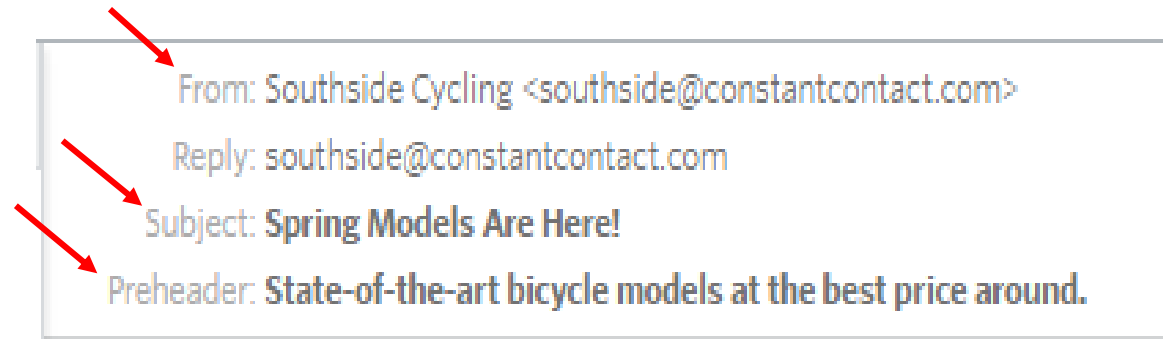 From: Southside Cycling <southside@constantcontact.com>
Reply: southside@constantcontact.com
Subject: Spring Models Are Here!
Preheader: State-of-the-art bicycle models at the best price around.